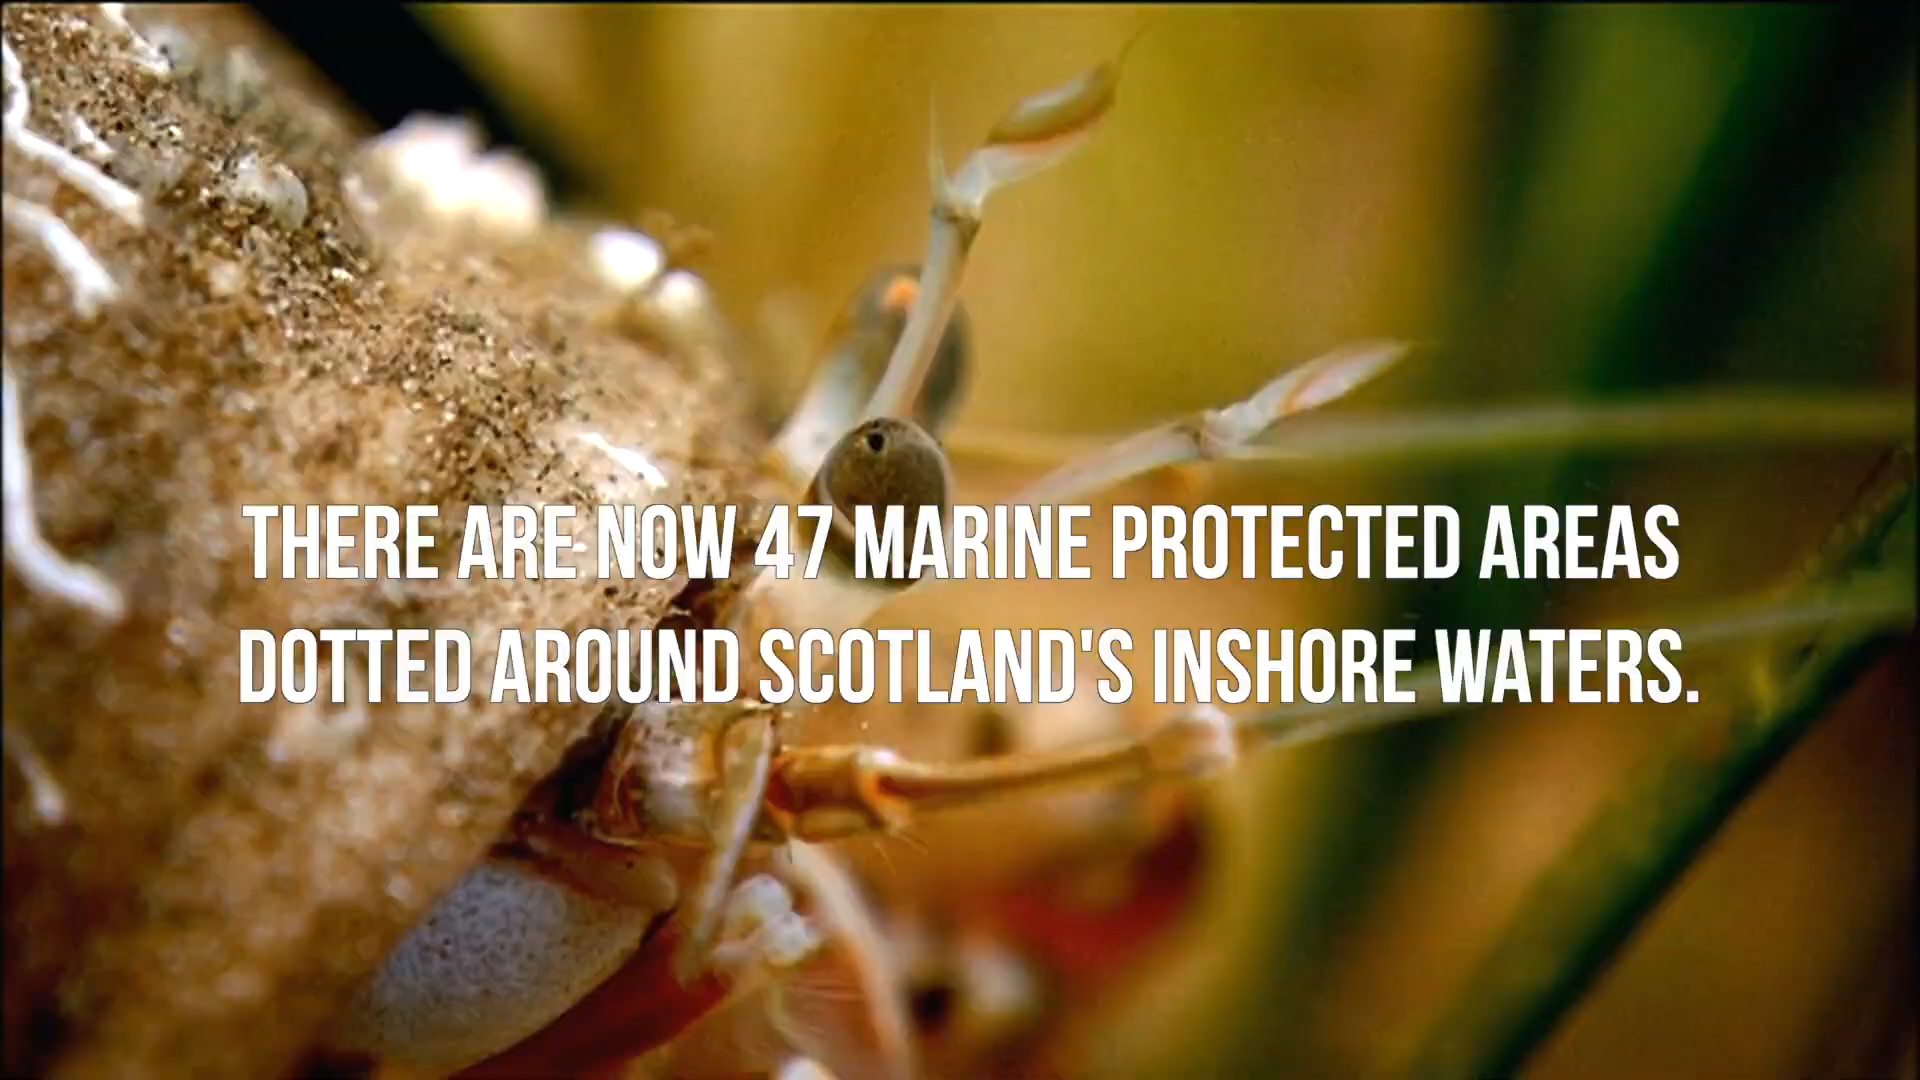 THERE ARE NOW 47 MARINE PROTECTED AREAS
DOTTED AROUND SCOTLAND'S INSHORE WATERS.